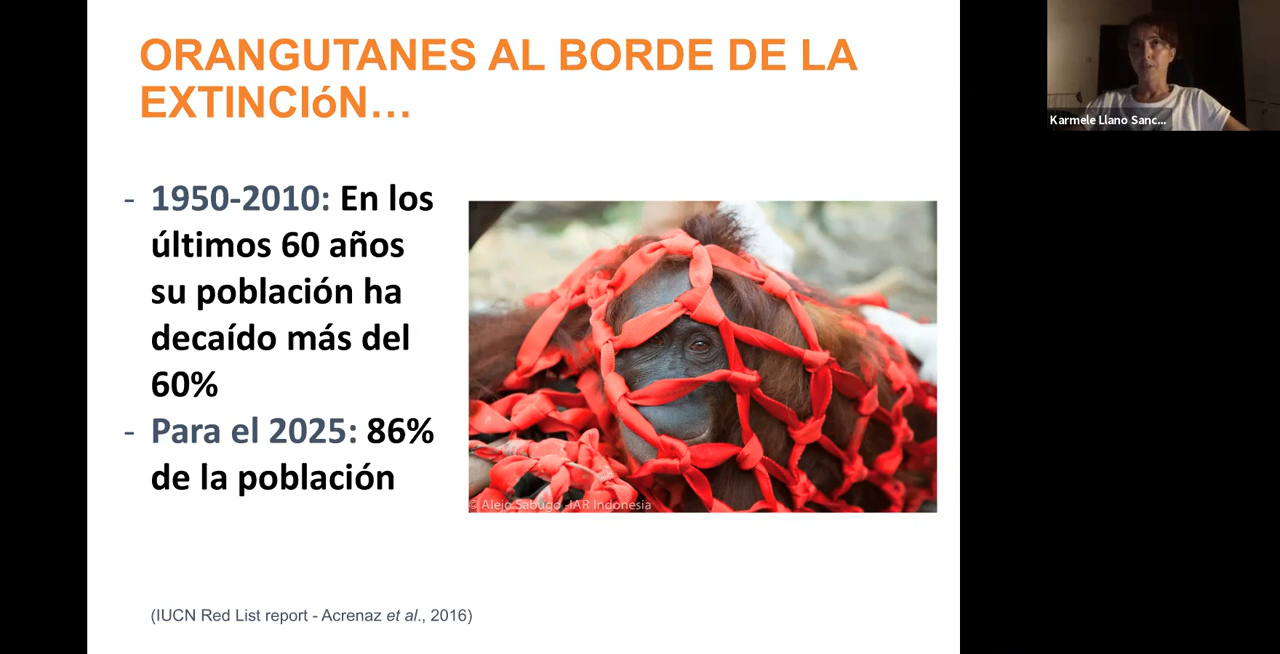 ORANGUTANES AL BORDE DE LA
EXTINCIóN...
- 1950-2010: En los
últimos 60 años
su población ha
decaído más del
60%
- Para el 2025: 86%
de la población
© Alejo Sabugo -IAR Indonesia
(IUCN Red List report - Acrenaz et al., 2016)
Karmele Llano Sanc...